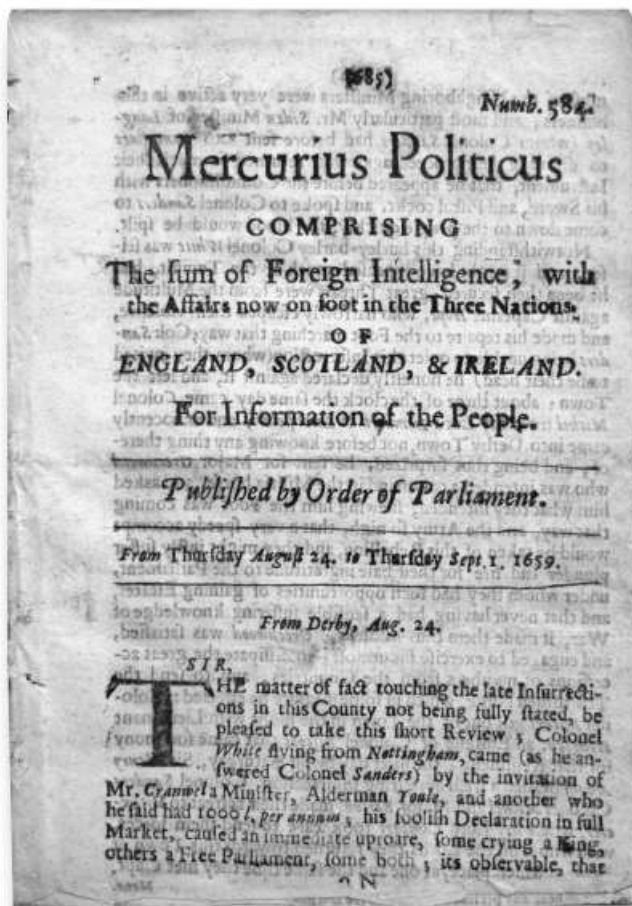 (685)
Numb. 584.
Mercurius Politicus
COMPRISING
The ſum of Foreign Intelligence, with
the Affairs now on foot in the Three Nations.
OF
ENGLAND, SCOTLAND, & IRELAND.
For Information of the People.
Publiſhed by Order of Parliament.
From Thurſday Auguſt 24. to Thurſday Sept. 1. 1659.
From Derby, Aug. 24.
SIR,
THE matter of fact touching the late Inſurrecti-
ons in this County not being fully ſtated, be
pleaſed to take this ſhort Review; Colonel
White flying from Nottingham, came (as he an-
ſwered Colonel Sanders) by the invitation of
Mr. Cranwel a Miniſter, Alderman Youle, and another who
he ſaid had 1000 l. per annum; his fooliſh Declaration in full
Market, cauſed an immediate uproare, ſome crying a King,
others a Free Parliament, ſome both; its obſervable, that
N